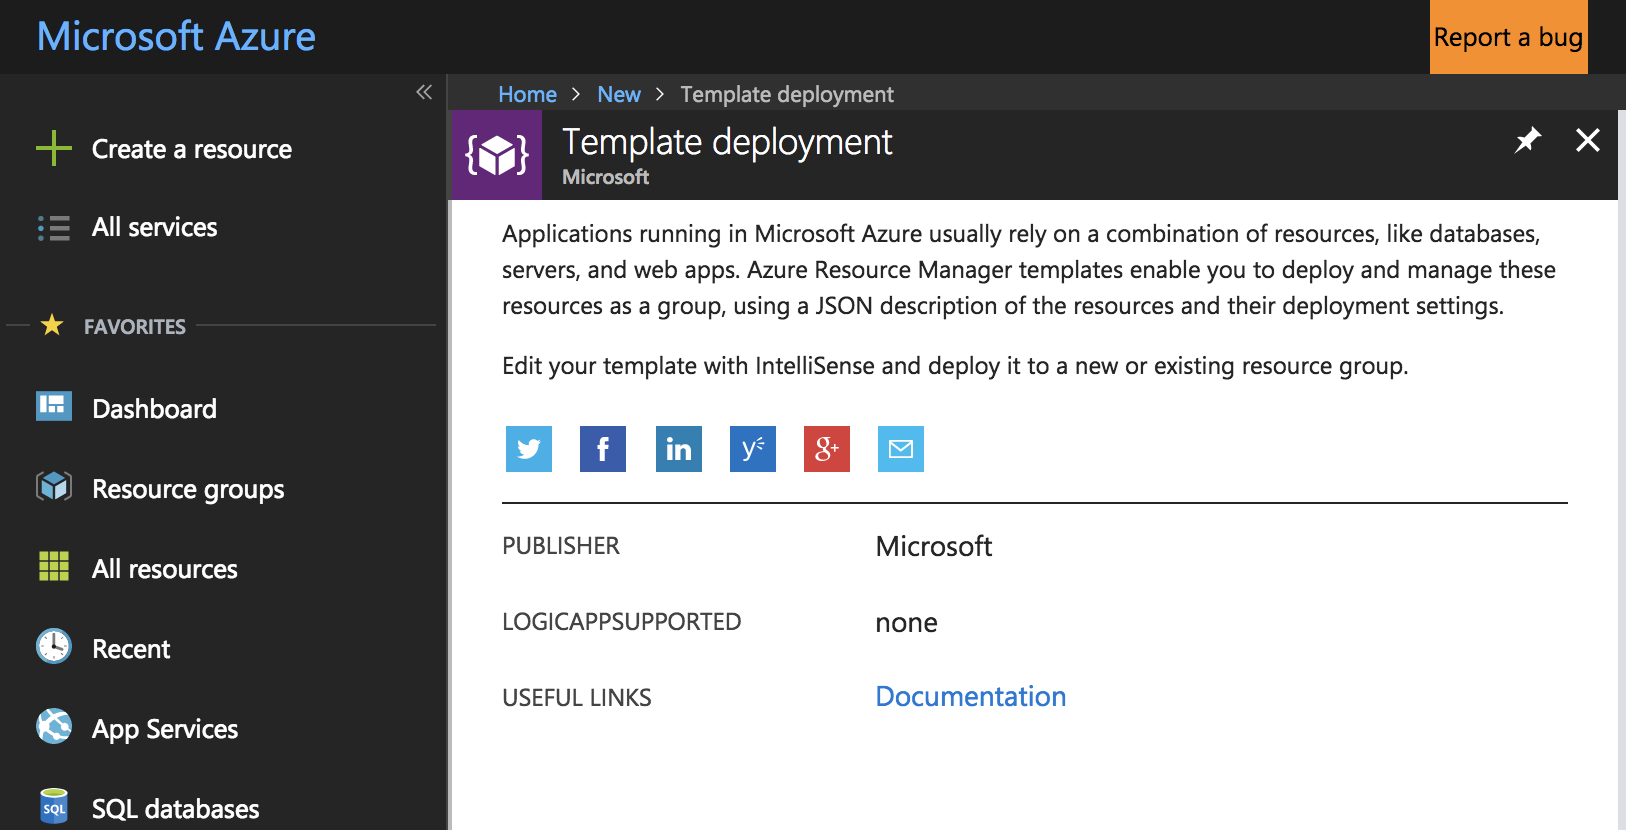 Microsoft Azure
Report a bug
Create a resource
All services
FAVORITES
Dashboard
Resource groups
All resources
Recent
App Services
SQL
SQL databases
Home > New > Template deployment
Template deployment
Microsoft
Applications running in Microsoft Azure usually rely on a combination of resources, like databases,
servers, and web apps. Azure Resource Manager templates enable you to deploy and manage these
resources as a group, using a JSON description of the resources and their deployment settings.
Edit your template with IntelliSense and deploy it to a new or existing resource group.
f in y g+
PUBLISHER Microsoft
LOGICAPPSUPPORTED none
USEFUL LINKS Documentation